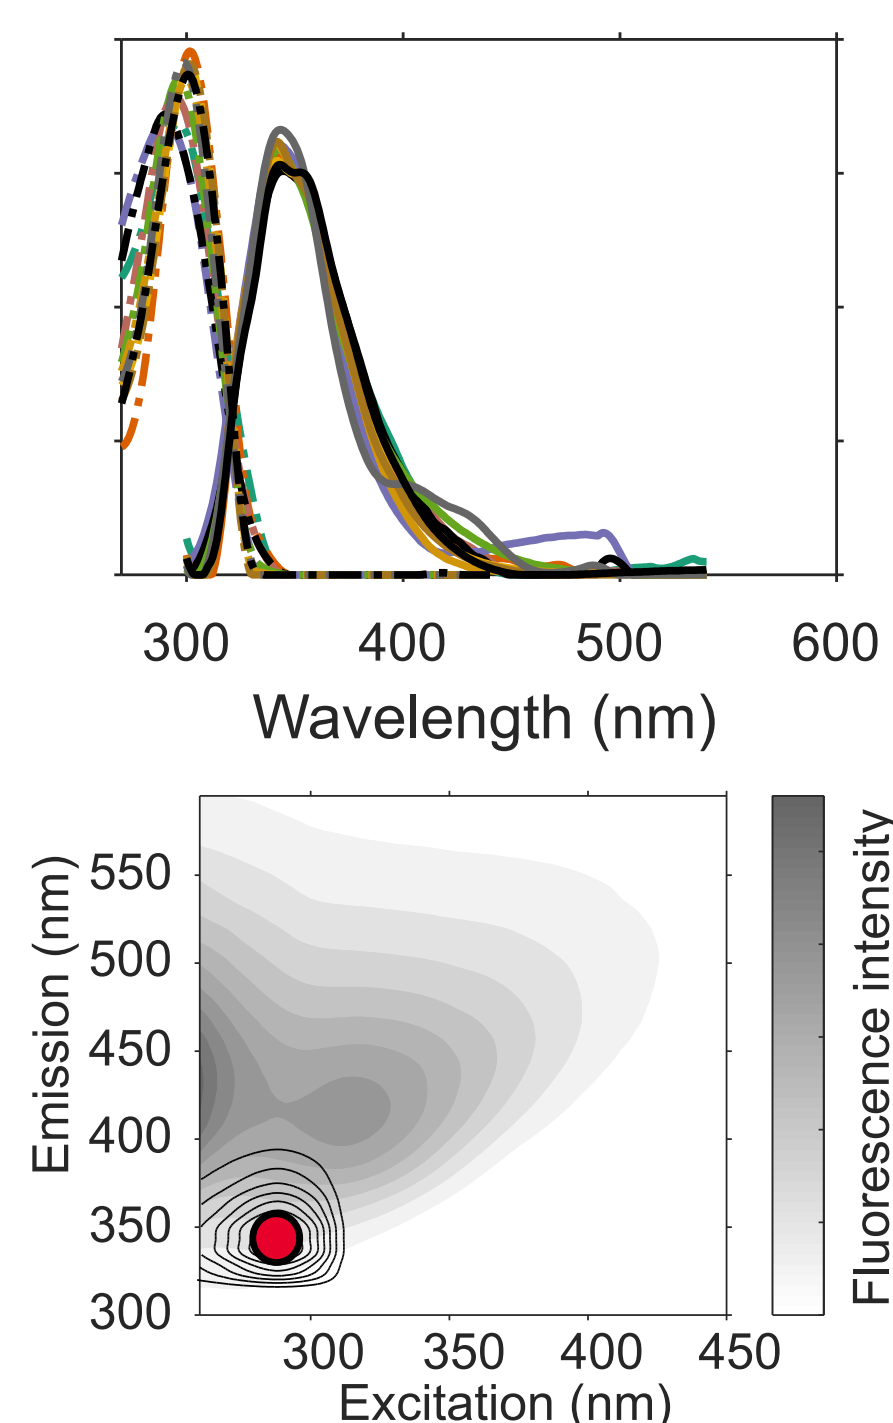 300 400 500 600
Wavelength (nm)
550
500
450
400
350
300
Emission (nm)
300 350 400 450
Excitation (nm)
Fluorescence intensity